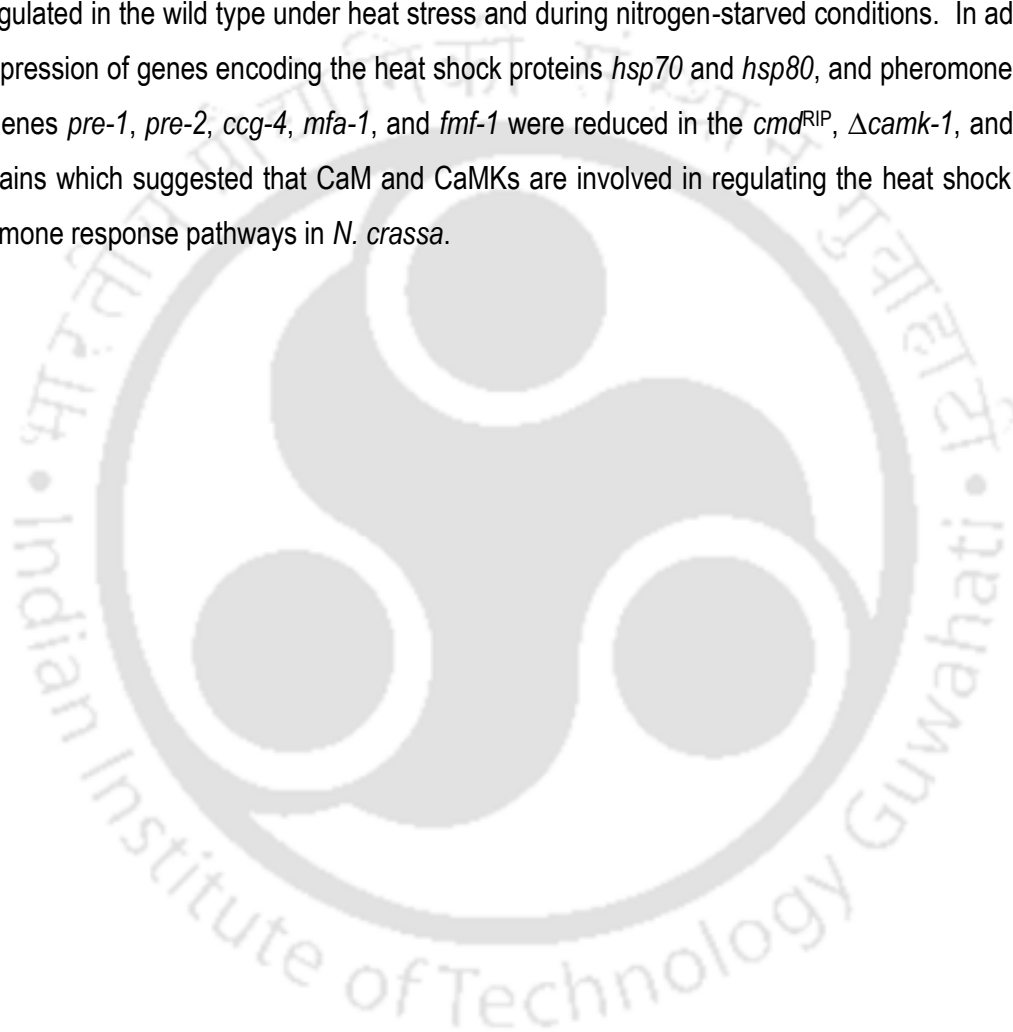 gulated in the wild type under heat stress and during nitrogen-starved conditions. In ad
pression of genes encoding the heat shock proteins hsp70 and hsp80, and pheromone
enes pre-1, pre-2, ccg-4, mfa-1, and fmf-1 were reduced in the cmdRIP, Δcamk-1, and
ains which suggested that CaM and CaMKs are involved in regulating the heat shock
mone response pathways in N. crassa.
भारतीय प्रौद्योगिकी संस्थान गुवाहाटी
• Indian Institute of Technology Guwahati •